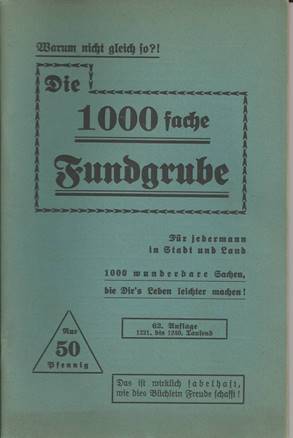 Warum nicht gleich so?!
Die
1000 fache
Fundgrube
Für jedermann
in Stadt und Land
1000 wunderbare Sachen,
die Dir's Leben leichter machen!
62. Auflage
1221. bis 1240. Tausend
Nur
50
Pfennig
Das ist wirklich fabelhaft,
wie dies Büchlein Freude schafft!